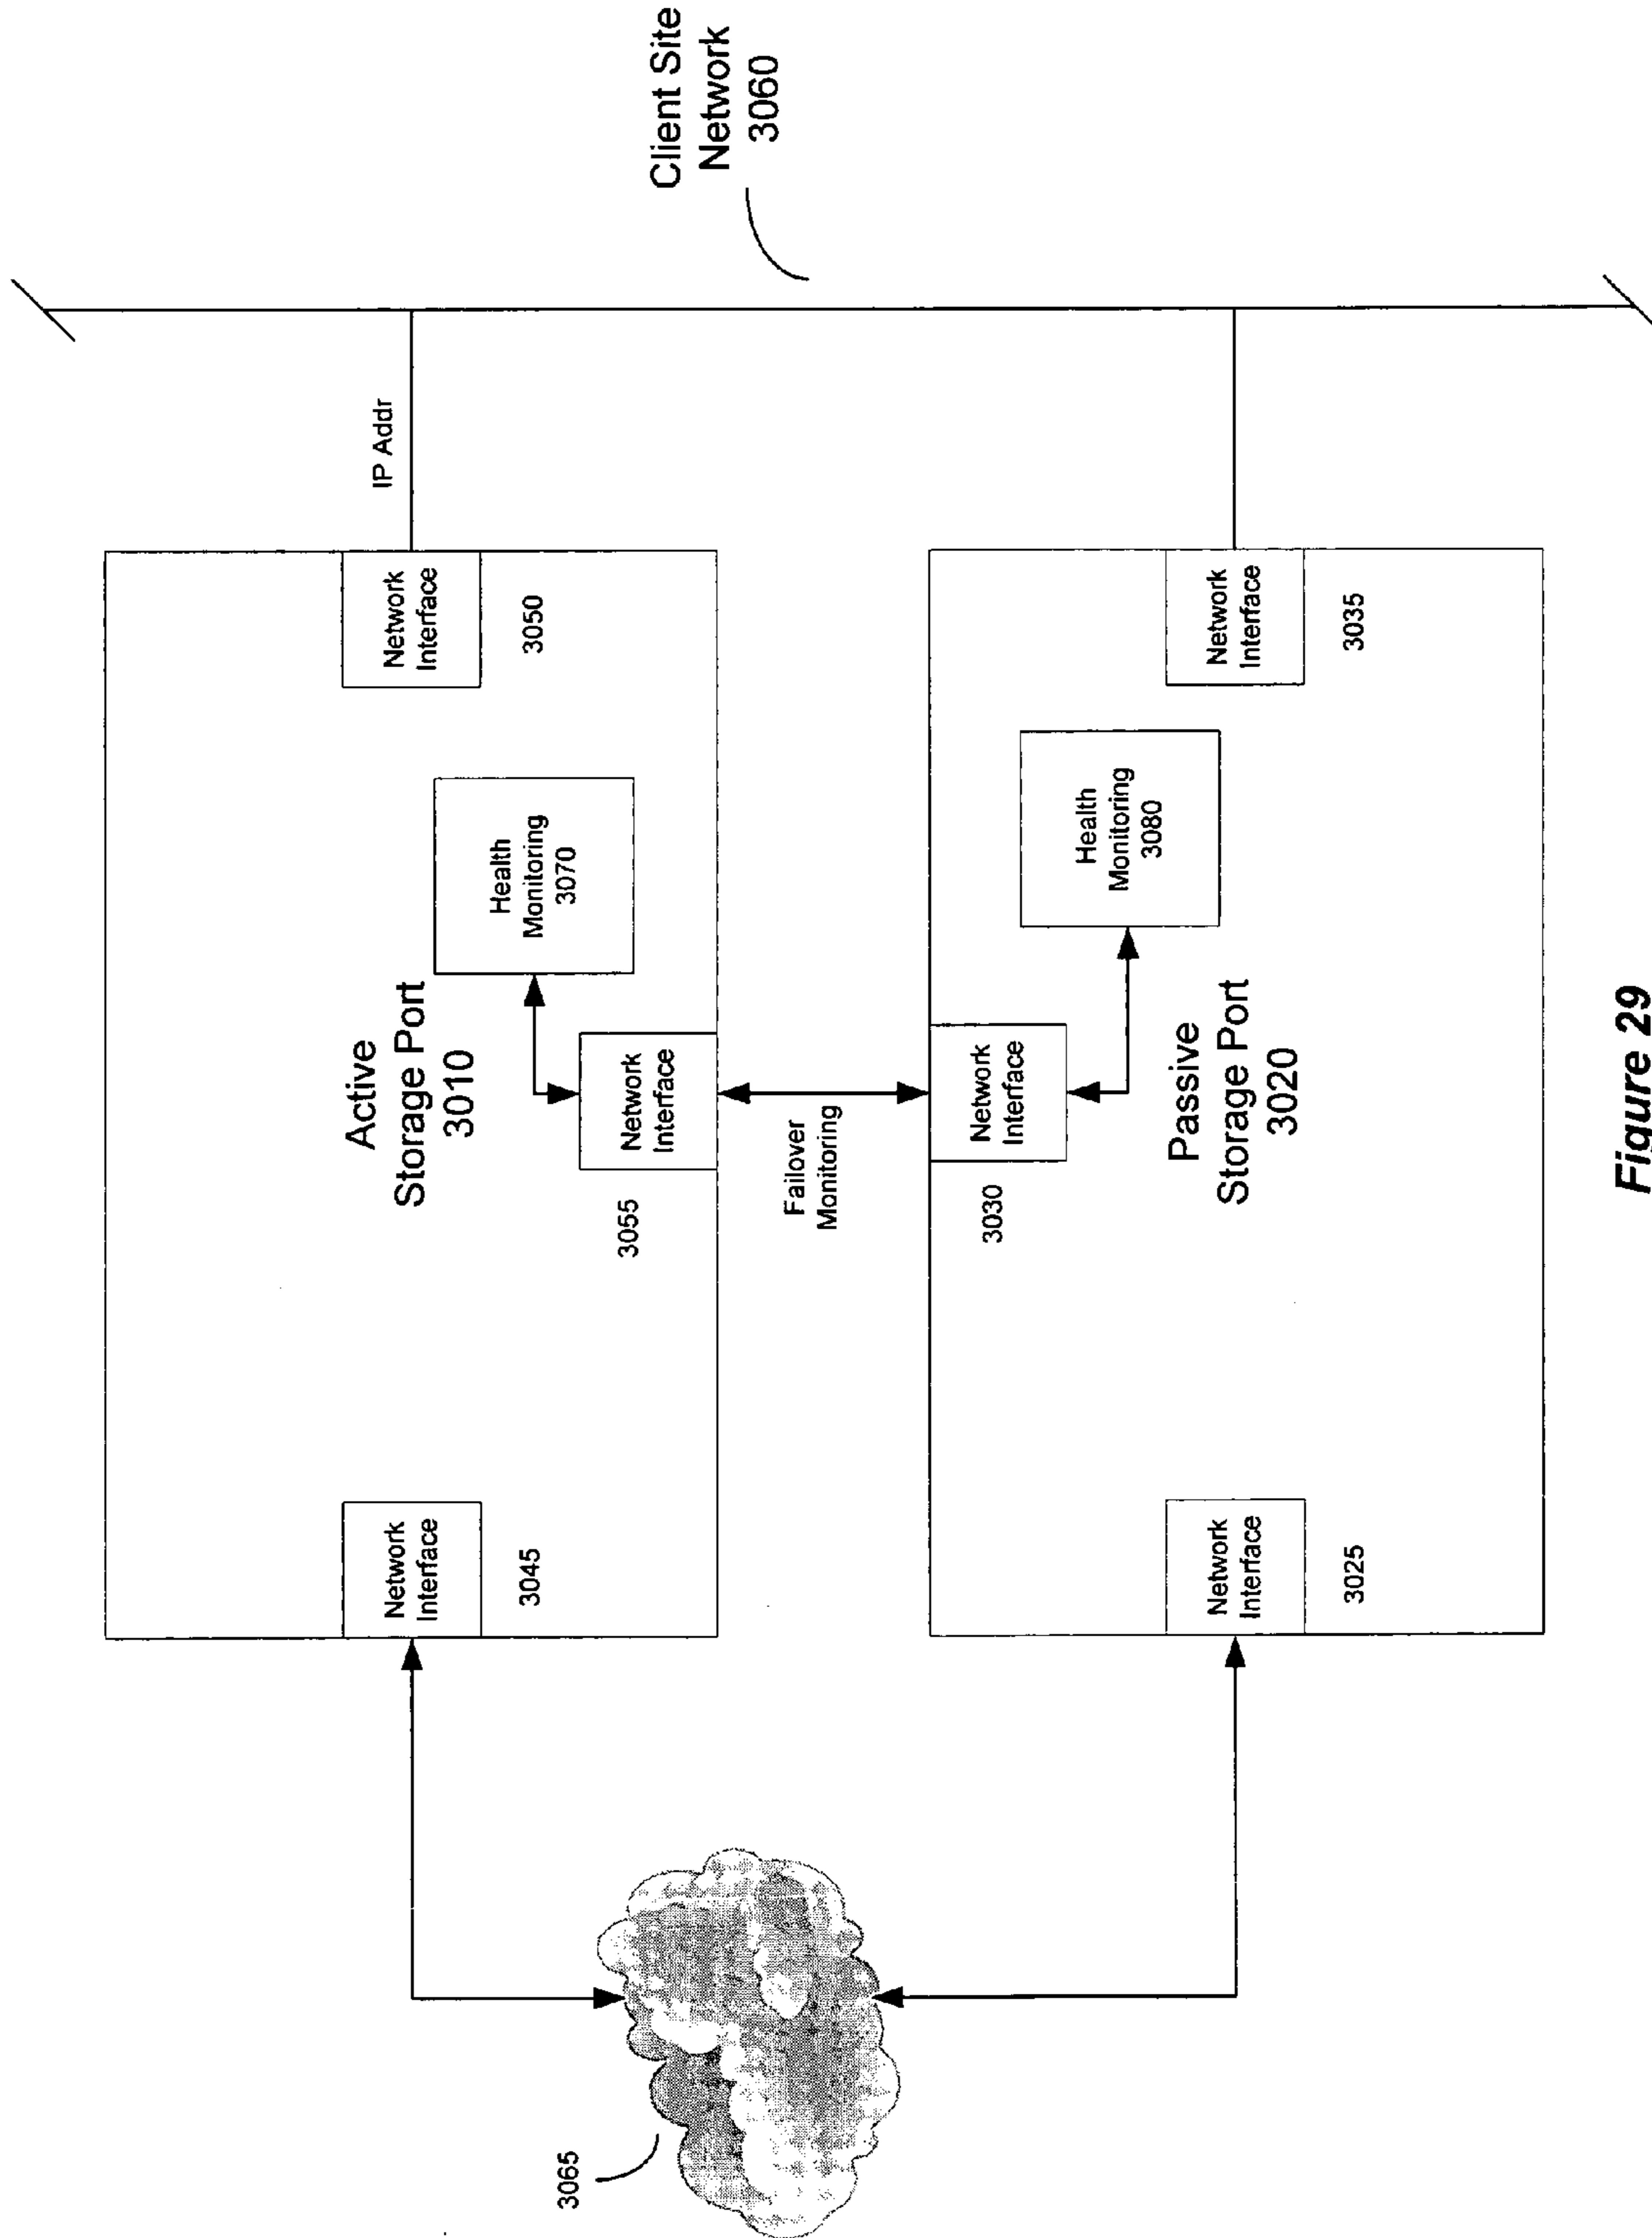 Client Site
Network
3060
IP Addr
Network
Interface
3050
Health
Monitoring
3070
Active
Storage Port
3010
Network
Interface
3055
Network
Interface
3045
Failover
Monitoring
Network
Interface
3035
Health
Monitoring
3080
Network
Interface
3030
Passive
Storage Port
3020
Network
Interface
3025
3065
Figure 29